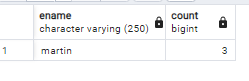 ename count
character varying (250) bigint
1 martin 3